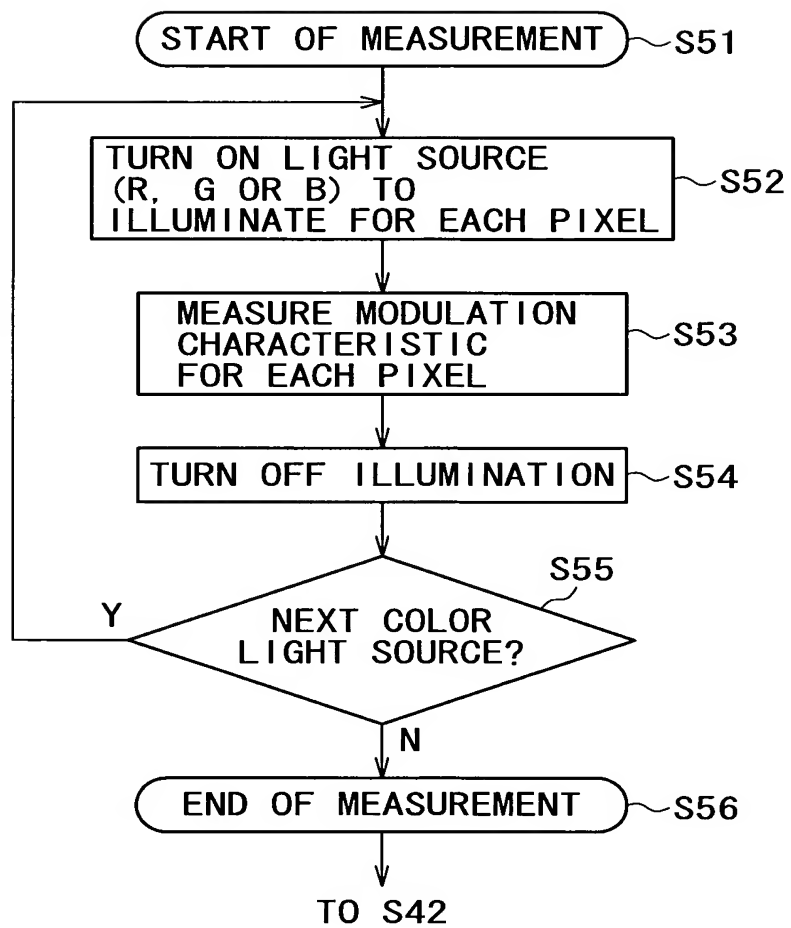 START OF MEASUREMENT
S51
TURN ON LIGHT SOURCE
(R, G OR B) TO
ILLUMINATE FOR EACH PIXEL
S52
MEASURE MODULATION
CHARACTERISTIC
FOR EACH PIXEL
S53
TURN OFF ILLUMINATION
S54
S55
Y
NEXT COLOR
LIGHT SOURCE?
N
END OF MEASUREMENT
S56
TO S42